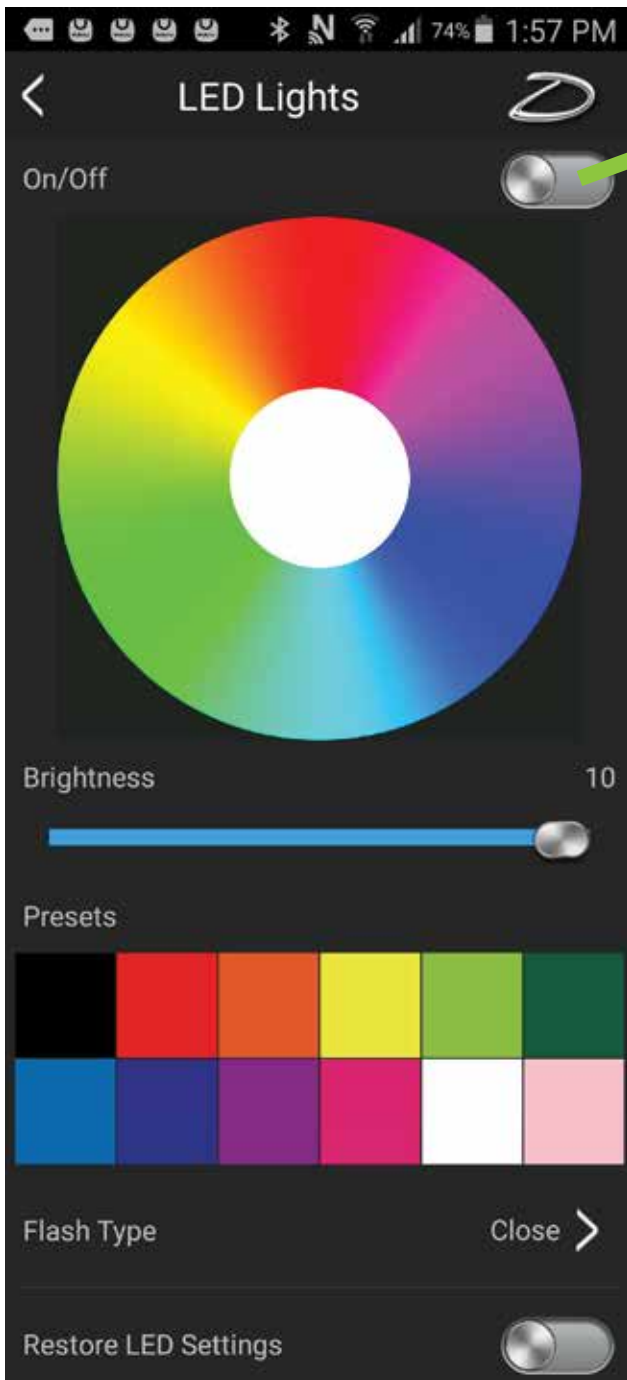 N 74% 1:57 PM
LED Lights
On/Off
Brightness 10
Presets
Flash Type Close
Restore LED Settings